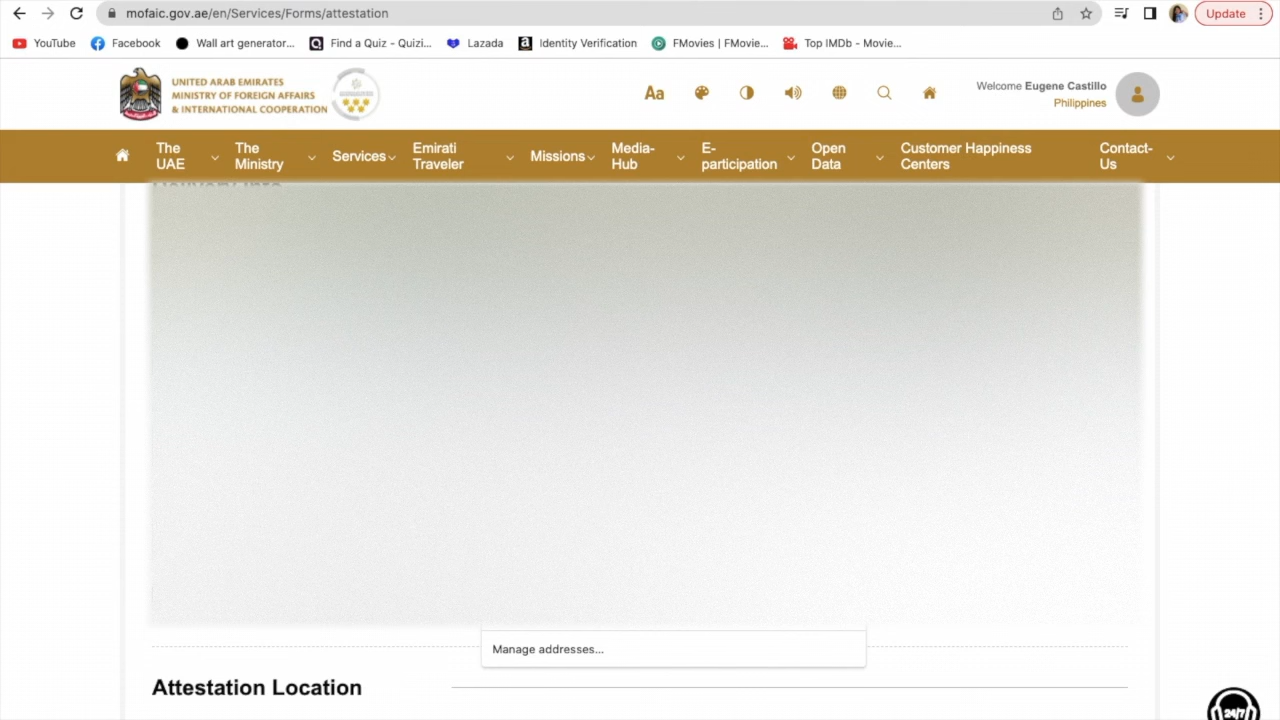 mofaic.gov.ae/en/Services/Forms/attestation
Update
YouTube
Facebook
Wall art generator...
Find a Quiz - Quizi...
Lazada
Identity Verification
FMovies | FMovie...
Top IMDb - Movie...
UNITED ARAB EMIRATES
MINISTRY OF FOREIGN AFFAIRS
& INTERNATIONAL COOPERATION
Aa
Welcome Eugene Castillo
Philippines
The UAE
The Ministry
Services
Emirati Traveler
Missions
Media-Hub
E-participation
Open Data
Customer Happiness Centers
Contact-Us
Manage addresses...
Attestation Location
24/7